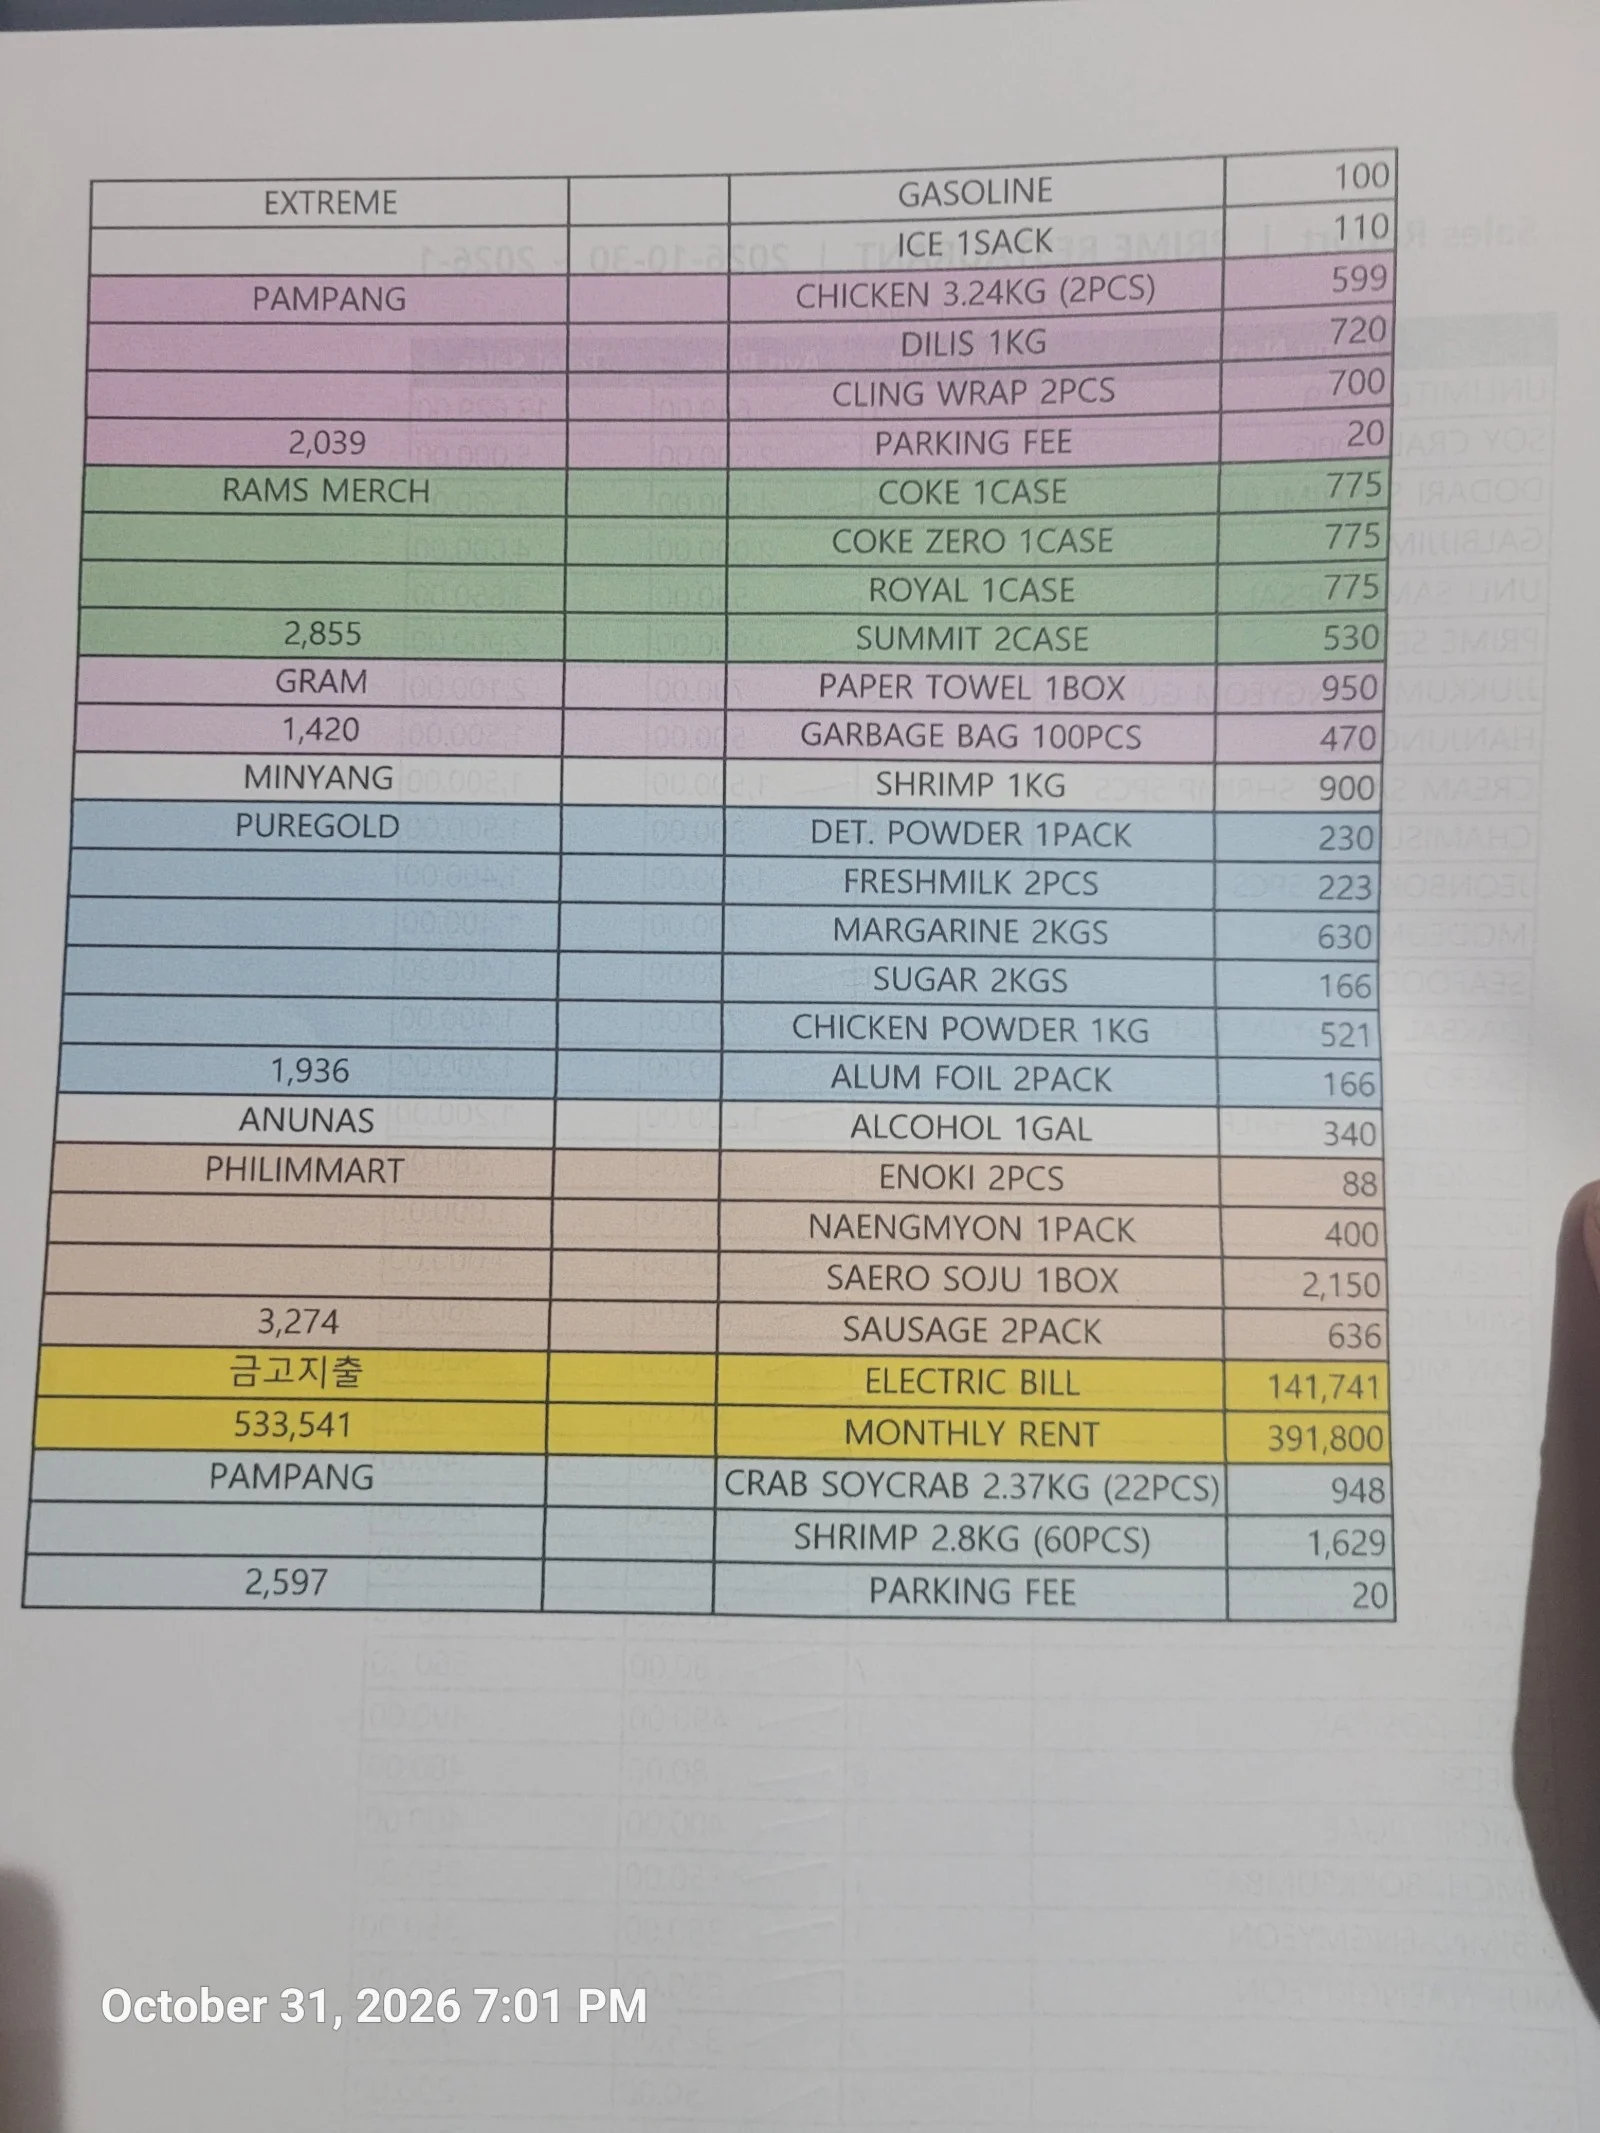 EXTREME GASOLINE 100
ICE 1SACK 110
PAMPANG CHICKEN 3.24KG (2PCS) 599
DILIS 1KG 720
CLING WRAP 2PCS 700
2,039 PARKING FEE 20
RAMS MERCH COKE 1CASE 775
COKE ZERO 1CASE 775
ROYAL 1CASE 775
2,855 SUMMIT 2CASE 530
GRAM PAPER TOWEL 1BOX 950
1,420 GARBAGE BAG 100PCS 470
MINYANG SHRIMP 1KG 900
PUREGOLD DET. POWDER 1PACK 230
FRESHMILK 2PCS 223
MARGARINE 2KGS 630
SUGAR 2KGS 166
CHICKEN POWDER 1KG 521
1,936 ALUM FOIL 2PACK 166
ANUNAS ALCOHOL 1GAL 340
PHILIMMART ENOKI 2PCS 88
NAENGMYON 1PACK 400
SAERO SOJU 1BOX 2,150
3,274 SAUSAGE 2PACK 636
금고지출 ELECTRIC BILL 141,741
533,541 MONTHLY RENT 391,800
PAMPANG CRAB SOYCRAB 2.37KG (22PCS) 948
SHRIMP 2.8KG (60PCS) 1,629
2,597 PARKING FEE 20
October 31, 2026 7:01 PM